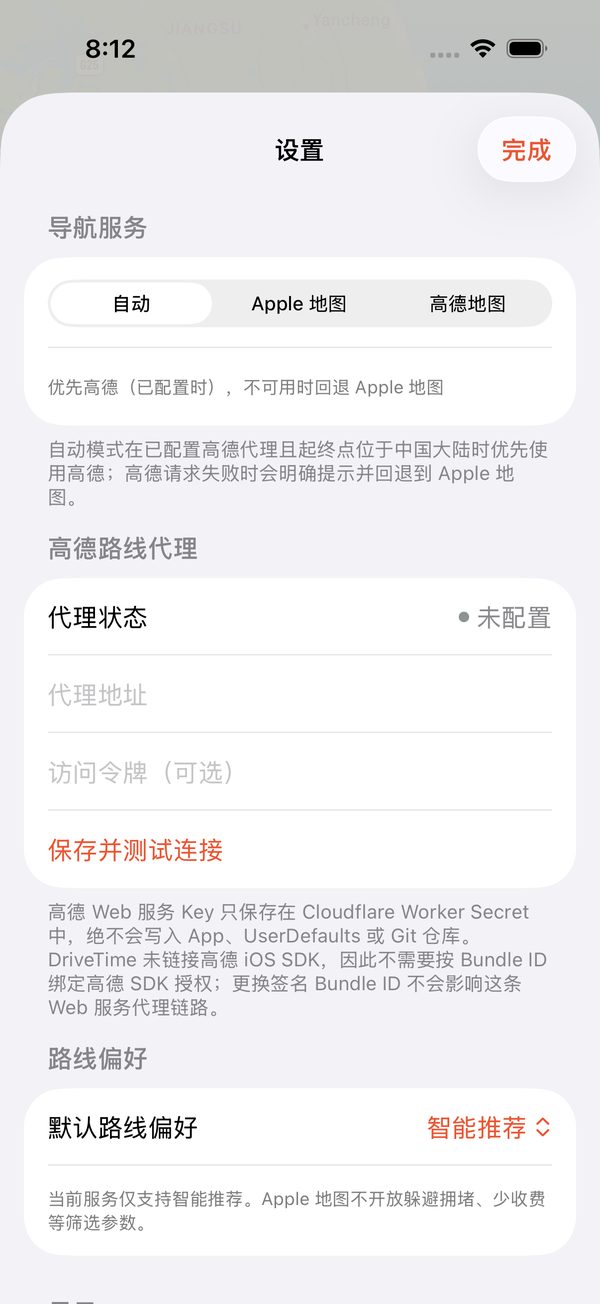 JIANGSU
Yancheng
8:12
设置
完成
导航服务
自动
Apple 地图
高德地图
优先高德（已配置时），不可用时回退 Apple 地图
自动模式在已配置高德代理且起终点位于中国大陆时优先使
用高德；高德请求失败时会明确提示并回退到 Apple 地
图。
高德路线代理
代理状态
未配置
代理地址
访问令牌（可选）
保存并测试连接
高德 Web 服务 Key 只保存在 Cloudflare Worker Secret
中，绝不会写入 App、UserDefaults 或 Git 仓库。
DriveTime 未链接高德 iOS SDK，因此不需要按 Bundle ID
绑定高德 SDK 授权；更换签名 Bundle ID 不会影响这条
Web 服务代理链路。
路线偏好
默认路线偏好
智能推荐
当前服务仅支持智能推荐。Apple 地图不开放躲避拥堵、少收费
等筛选参数。